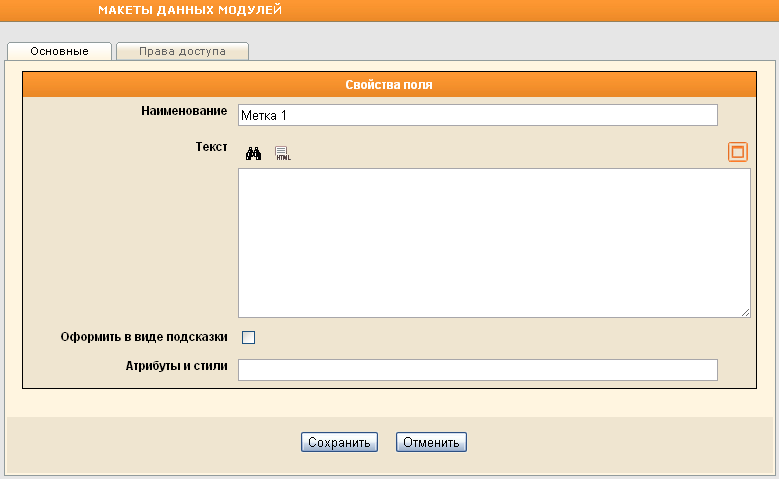 МАКЕТЫ ДАННЫХ МОДУЛЕЙ
Основные Права доступа
Свойства поля
Наименование Метка 1
Текст HTML
Оформить в виде подсказки
Атрибуты и стили
Сохранить Отменить